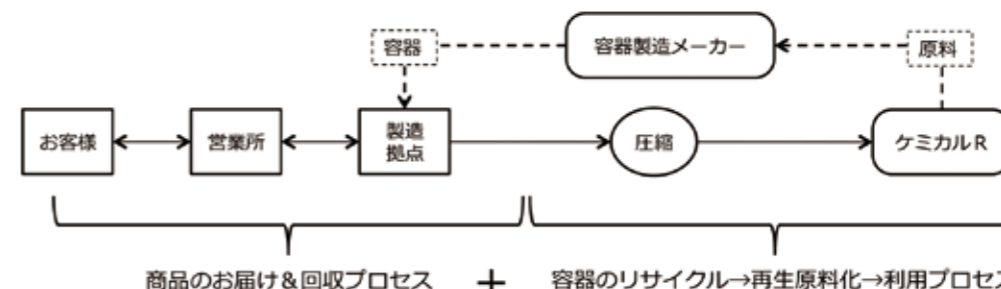 容器
容器製造メーカー
原料
お客様
営業所
製造
拠点
圧縮
ケミカルR
商品のお届け＆回収プロセス
+
容器のリサイクル→再生原料化→利用プロセス